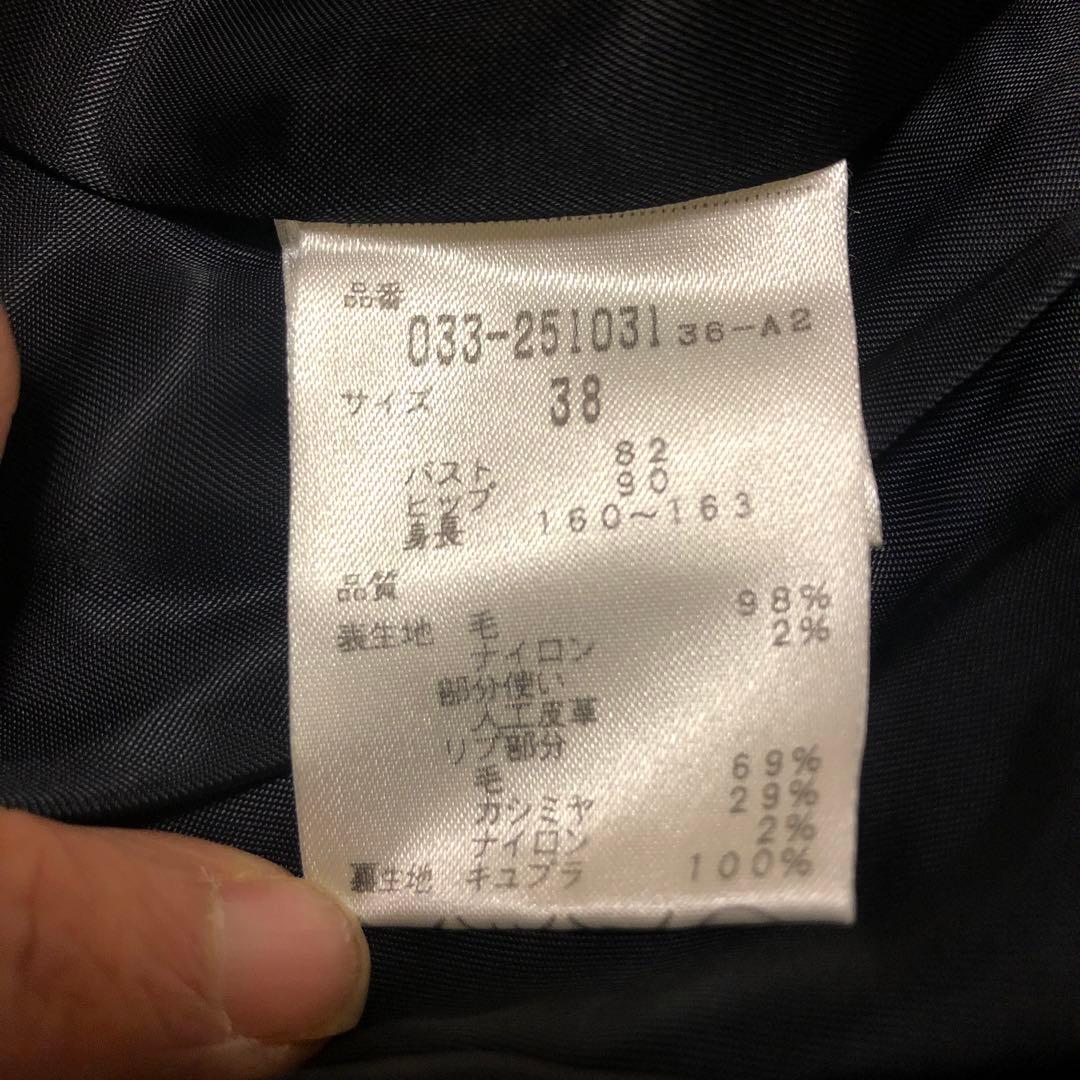 品番
033-251031 36-A2
サイズ 38
バスト 82
ヒップ 90
身長 160~163
品質
表生地 毛 98%
ナイロン 2%
部分使い
人工皮革
リブ部分
毛 69%
カシミヤ 29%
ナイロン 2%
裏生地 キュプラ 100%